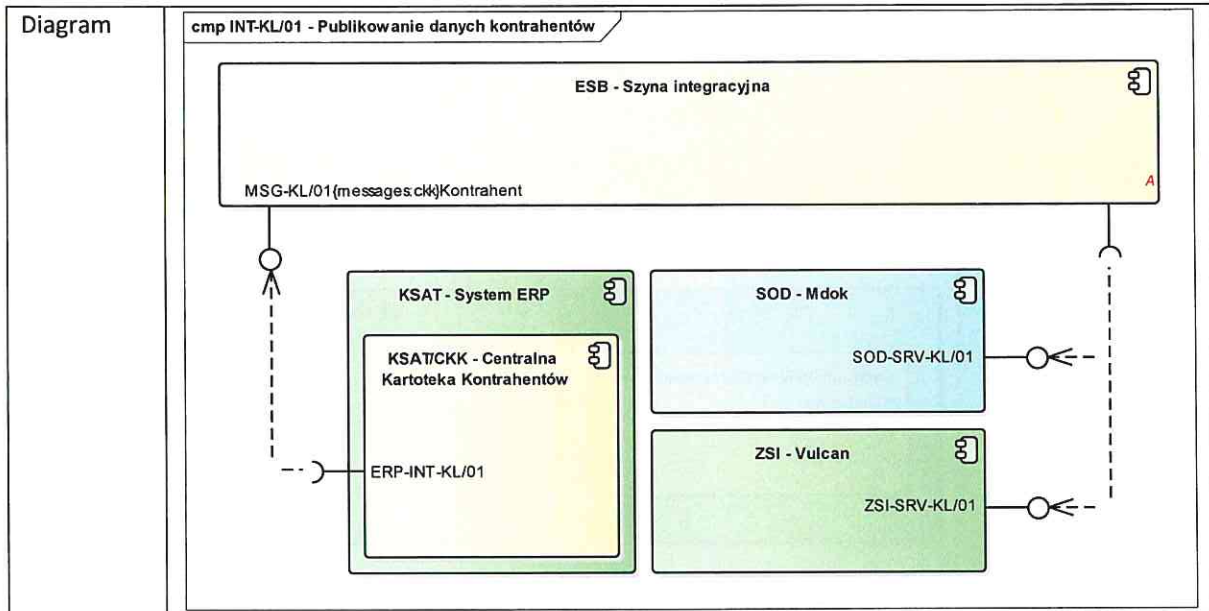 Diagram
cmp INT-KL/01 - Publikowanie danych kontrahentów
ESB - Szyna integracyjna
MSG-KL/01{messages:ckk}Kontrahent
A
KSAT - System ERP
KSAT/CKK - Centralna
Kartoteka Kontrahentów
ERP-INT-KL/01
SOD - Mdok
SOD-SRV-KL/01
ZSI - Vulcan
ZSI-SRV-KL/01